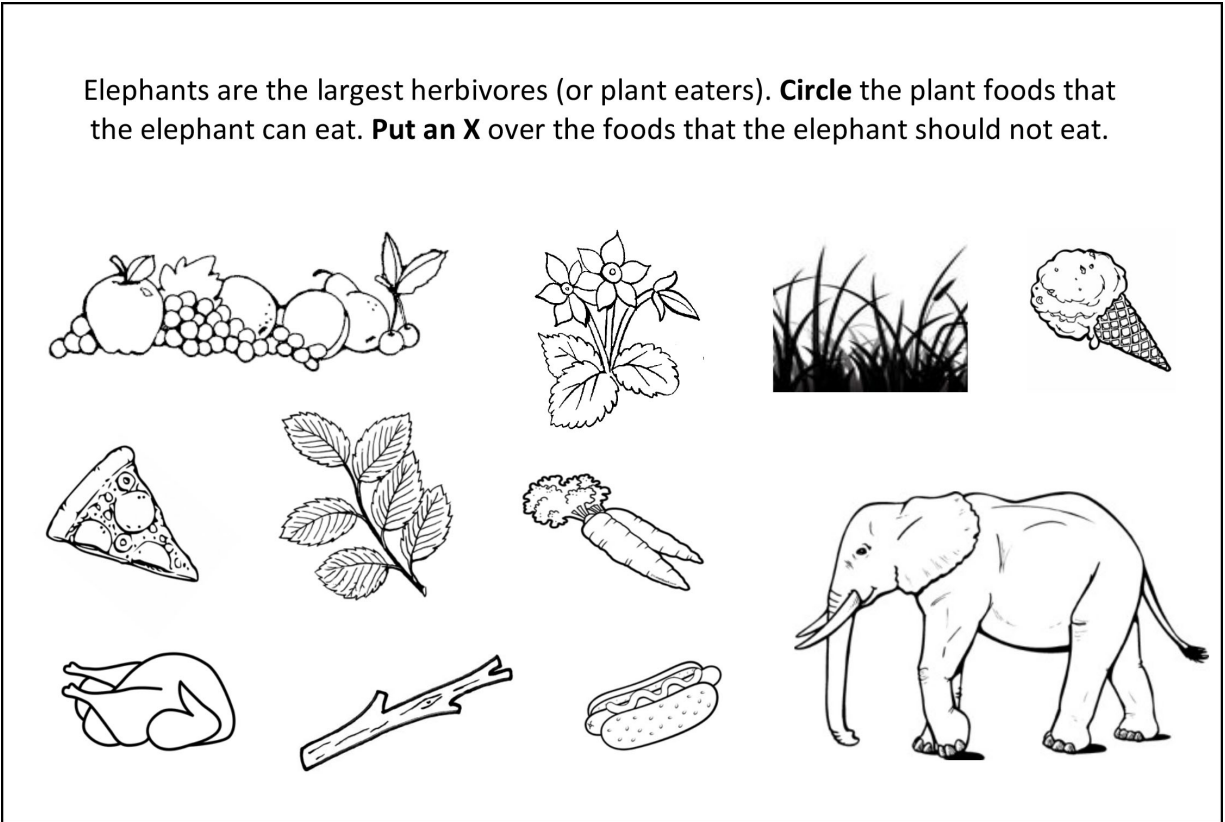 Elephants are the largest herbivores (or plant eaters). Circle the plant foods that
the elephant can eat. Put an X over the foods that the elephant should not eat.